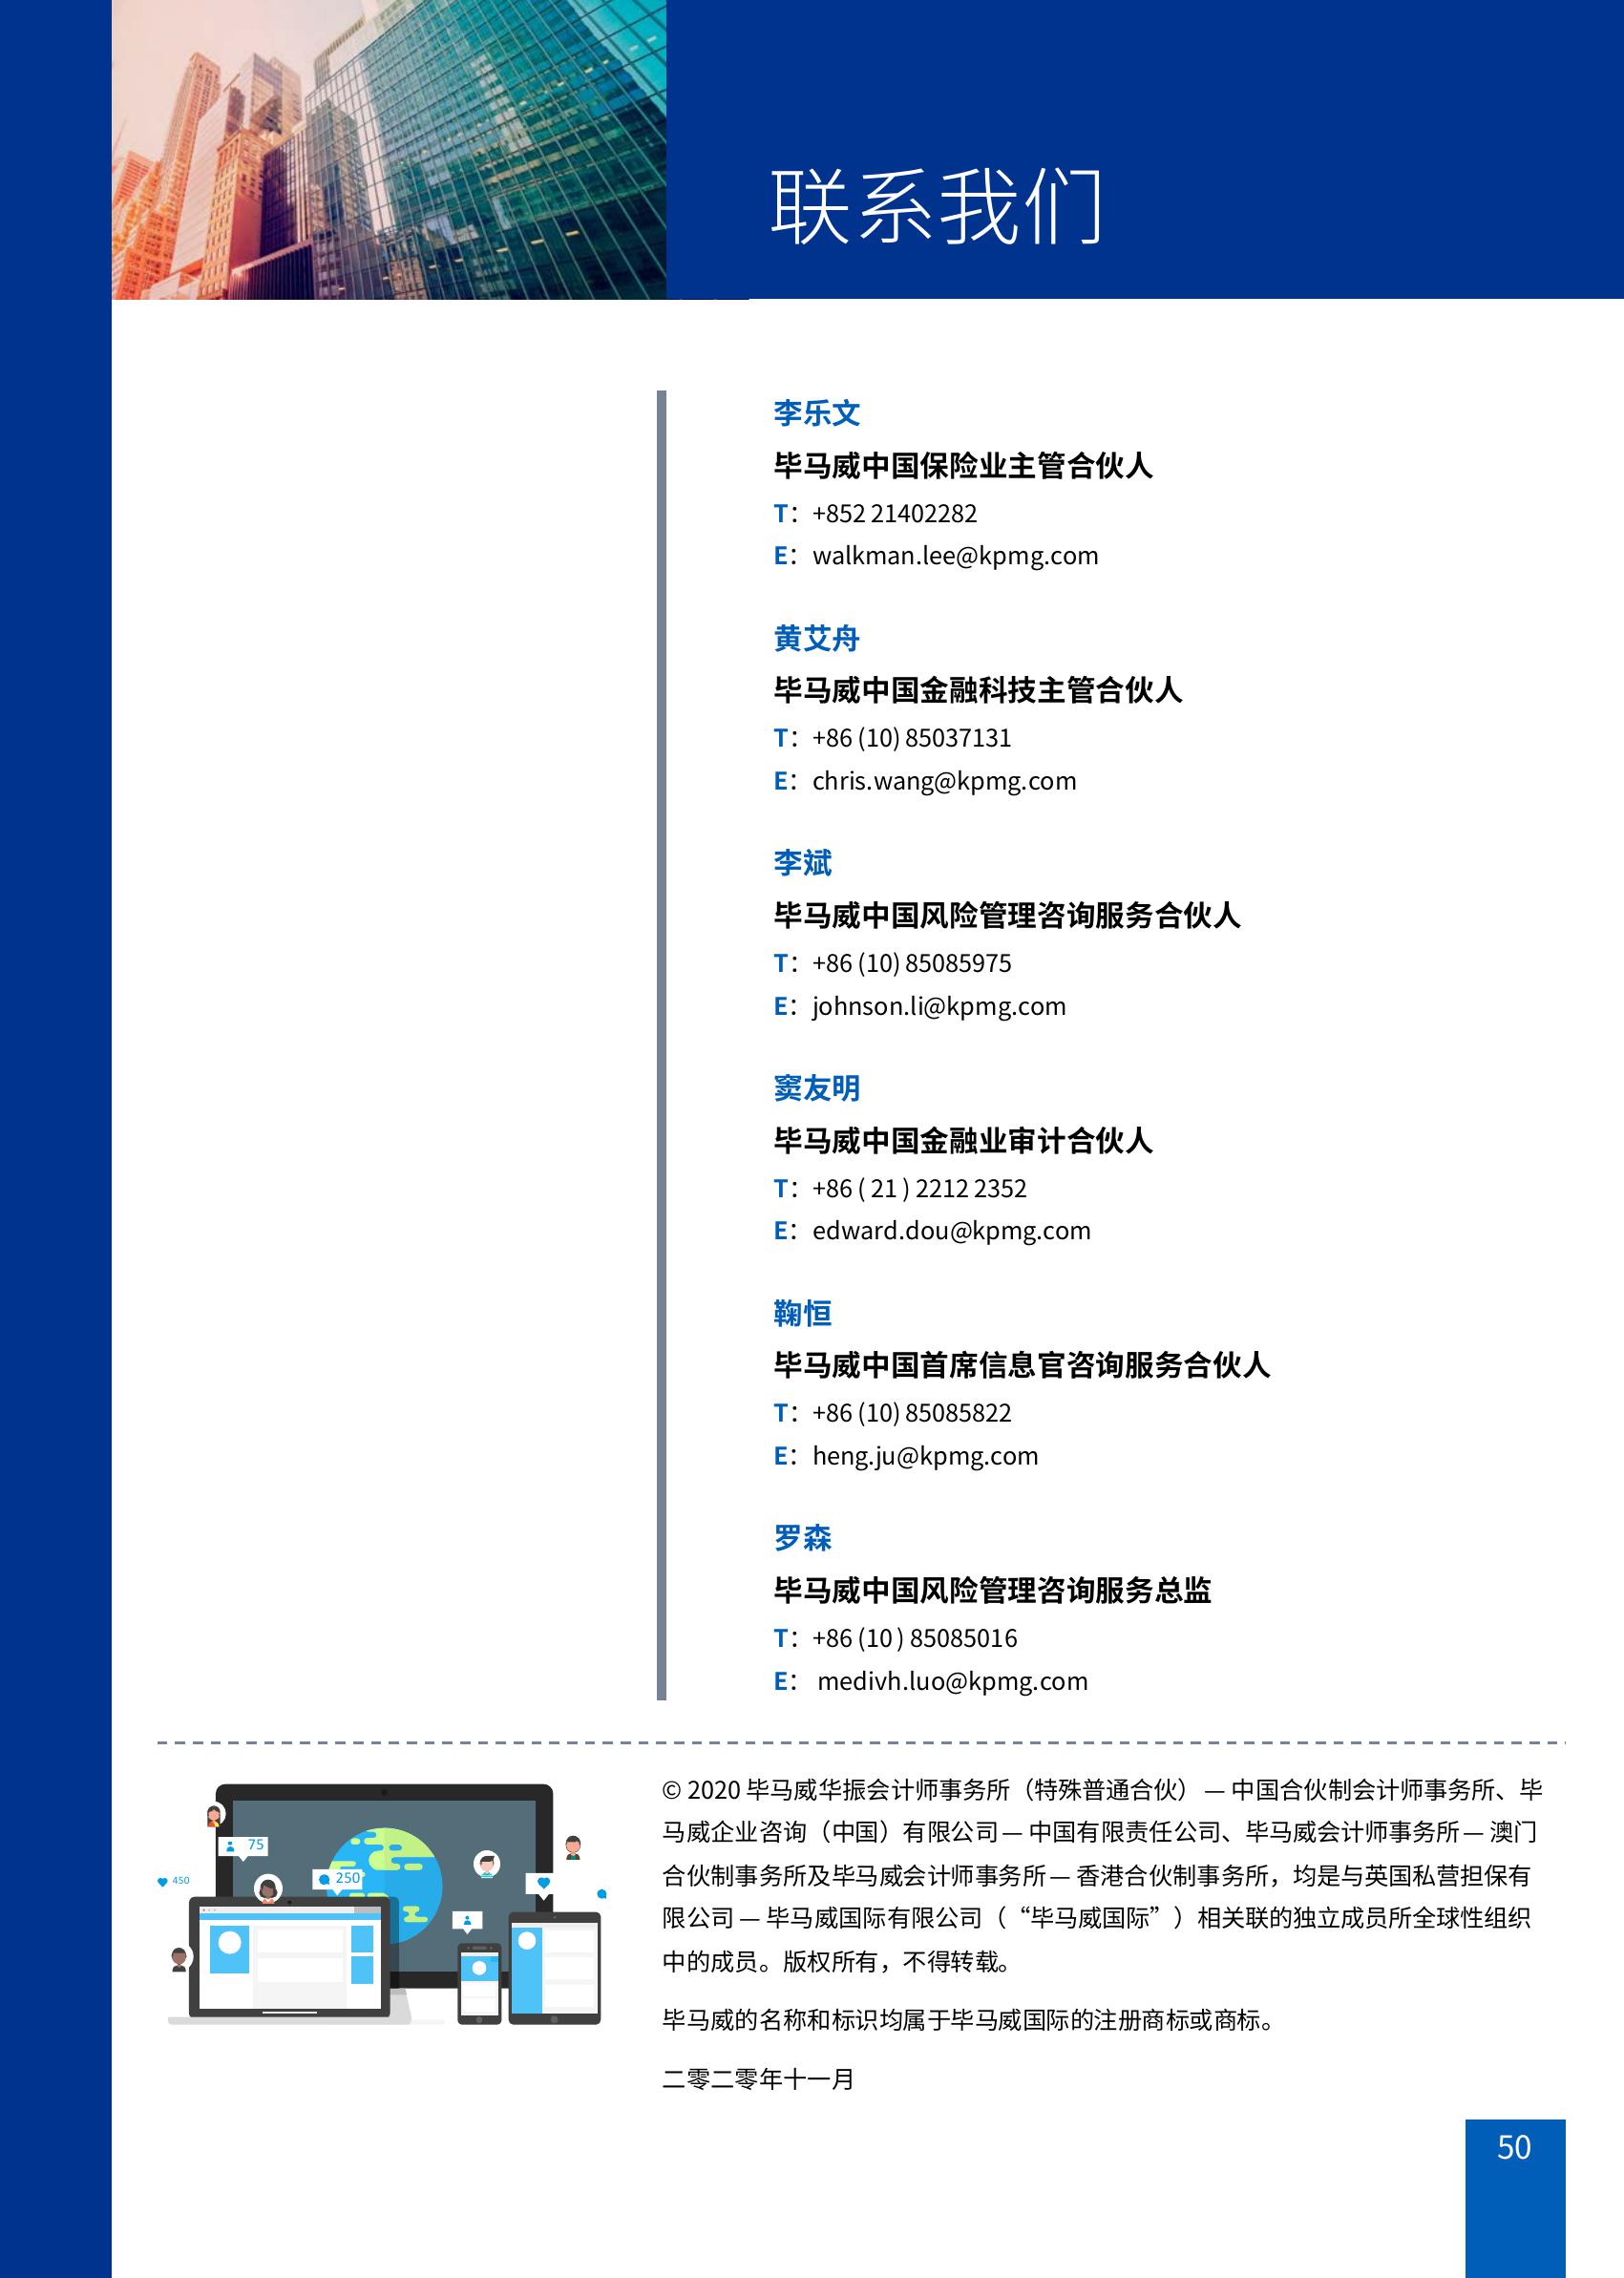 联系我们
李乐文
毕马威中国保险业主管合伙人
T：+852 21402282
E：walkman.lee@kpmg.com
黄艾舟
毕马威中国金融科技主管合伙人
T：+86 (10) 85037131
E：chris.wang@kpmg.com
李斌
毕马威中国风险管理咨询服务合伙人
T：+86 (10) 85085975
E：johnson.li@kpmg.com
窦友明
毕马威中国金融业审计合伙人
T：+86 ( 21 ) 2212 2352
E：edward.dou@kpmg.com
鞠恒
毕马威中国首席信息官咨询服务合伙人
T：+86 (10) 85085822
E：heng.ju@kpmg.com
罗森
毕马威中国风险管理咨询服务总监
T：+86 (10 ) 85085016
E： medivh.luo@kpmg.com
75
250
450
© 2020 毕马威华振会计师事务所（特殊普通合伙） — 中国合伙制会计师事务所、毕
马威企业咨询（中国）有限公司— 中国有限责任公司、毕马威会计师事务所— 澳门
合伙制事务所及毕马威会计师事务所— 香港合伙制事务所，均是与英国私营担保有
限公司 — 毕马威国际有限公司（“毕马威国际”）相关联的独立成员所全球性组织
中的成员。版权所有，不得转载。
毕马威的名称和标识均属于毕马威国际的注册商标或商标。
二零二零年十一月
50